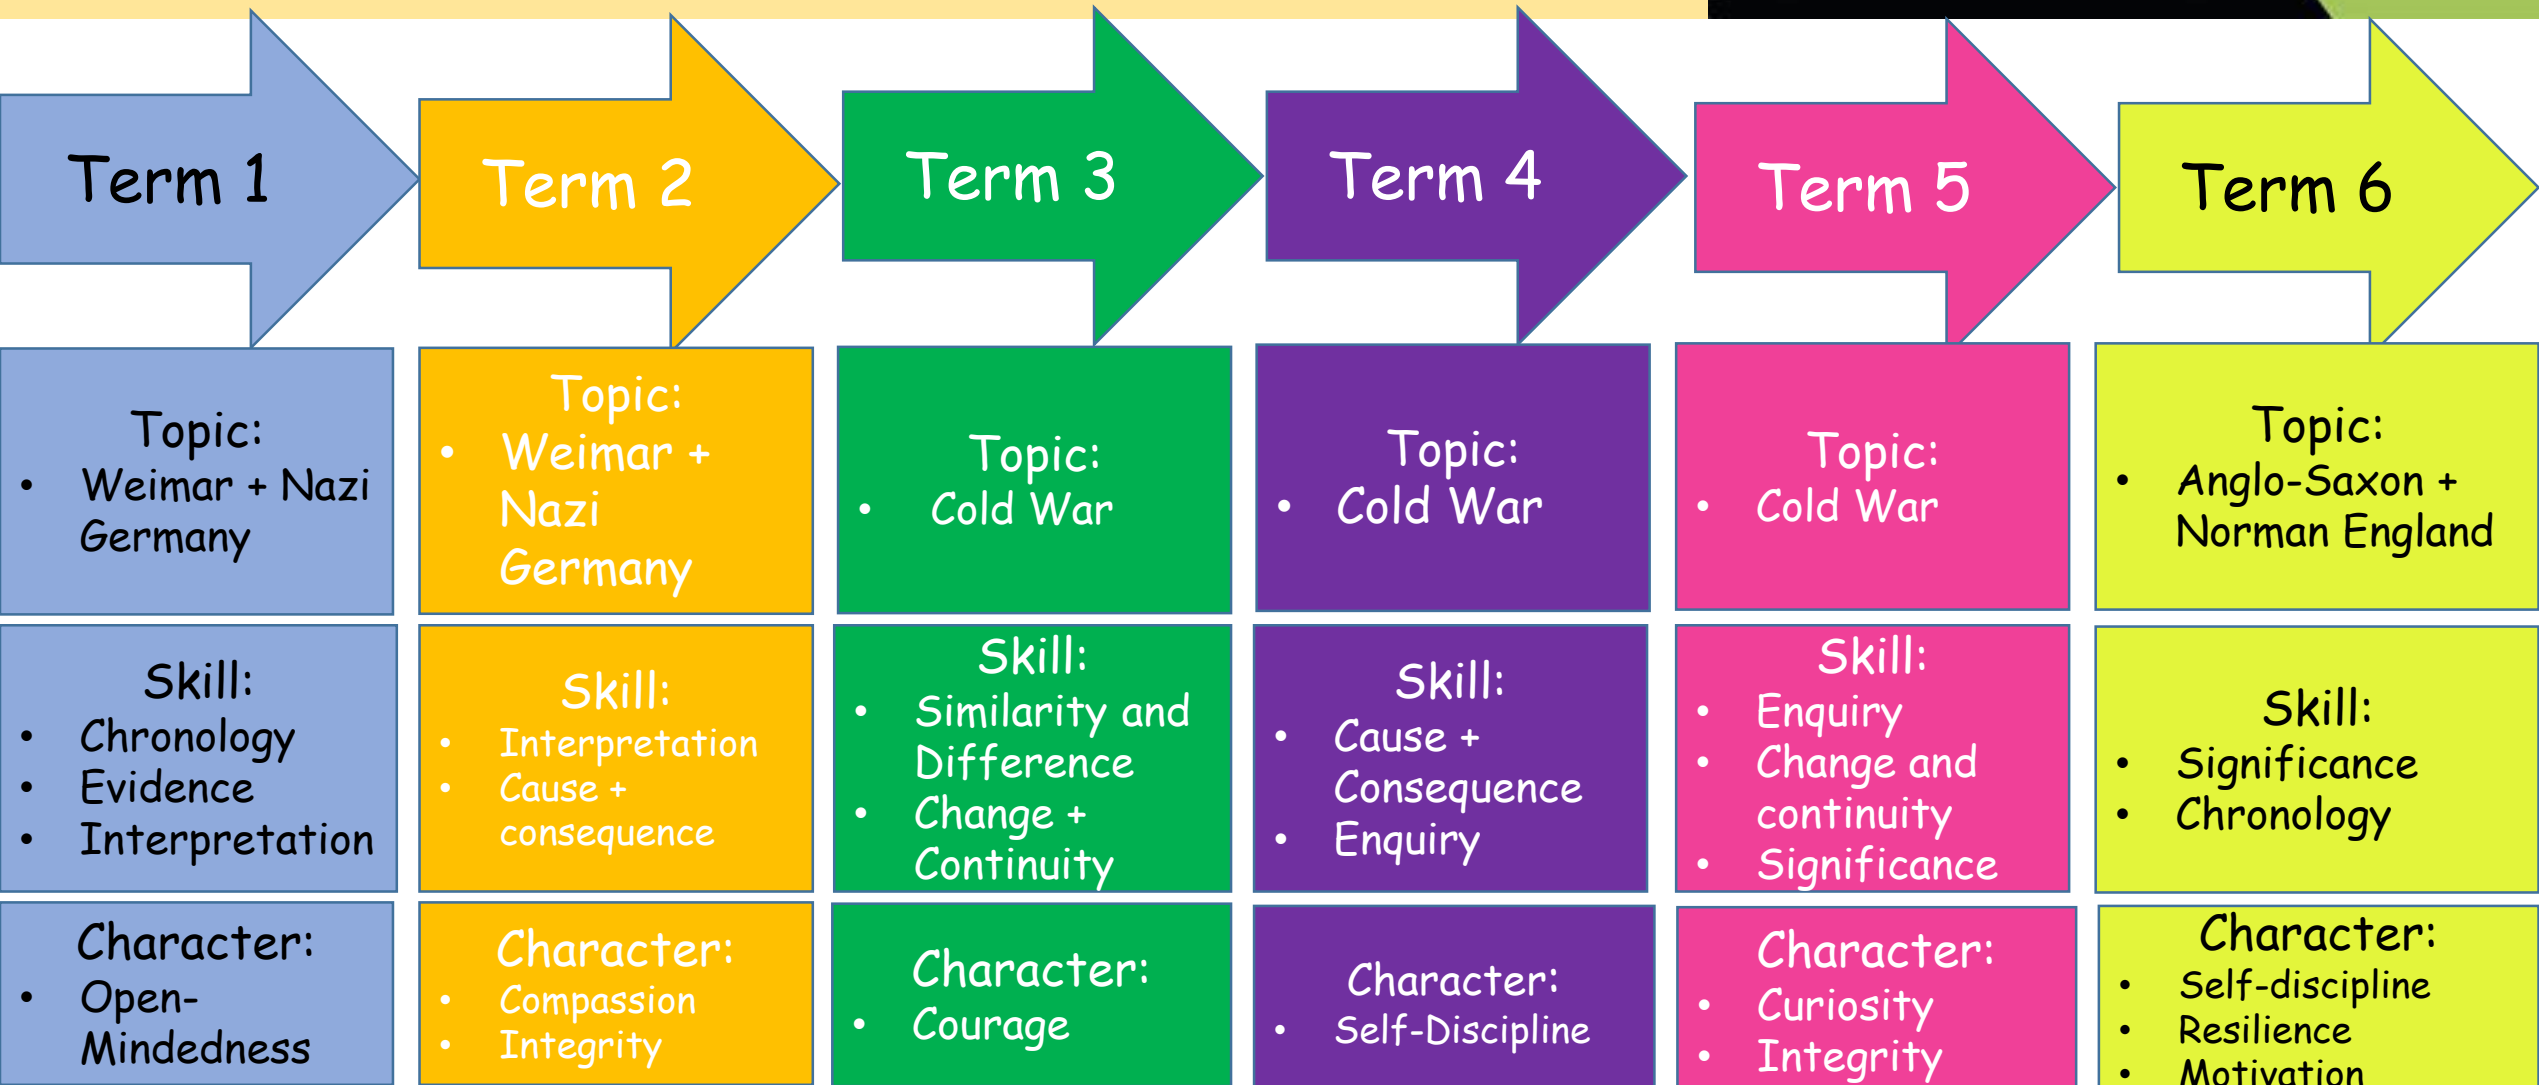 Term 1
Term 2
Term 3
Term 4
Term 5
Term 6
Topic:
• Weimar + Nazi
Germany
Topic:
• Weimar +
Nazi
Germany
Topic:
• Cold War
Topic:
• Cold War
Topic:
• Cold War
Topic:
• Anglo-Saxon +
Norman England
Skill:
• Chronology
• Evidence
• Interpretation
Skill:
• Interpretation
• Cause +
consequence
Skill:
• Similarity and
Difference
• Change +
Continuity
Skill:
• Cause +
Consequence
• Enquiry
Skill:
• Enquiry
• Change and
continuity
• Significance
Skill:
• Significance
• Chronology
Character:
• Open-
Mindedness
Character:
• Compassion
• Integrity
Character:
• Courage
Character:
• Self-Discipline
Character:
• Curiosity
• Integrity
Character:
• Self-discipline
• Resilience
• Motivation